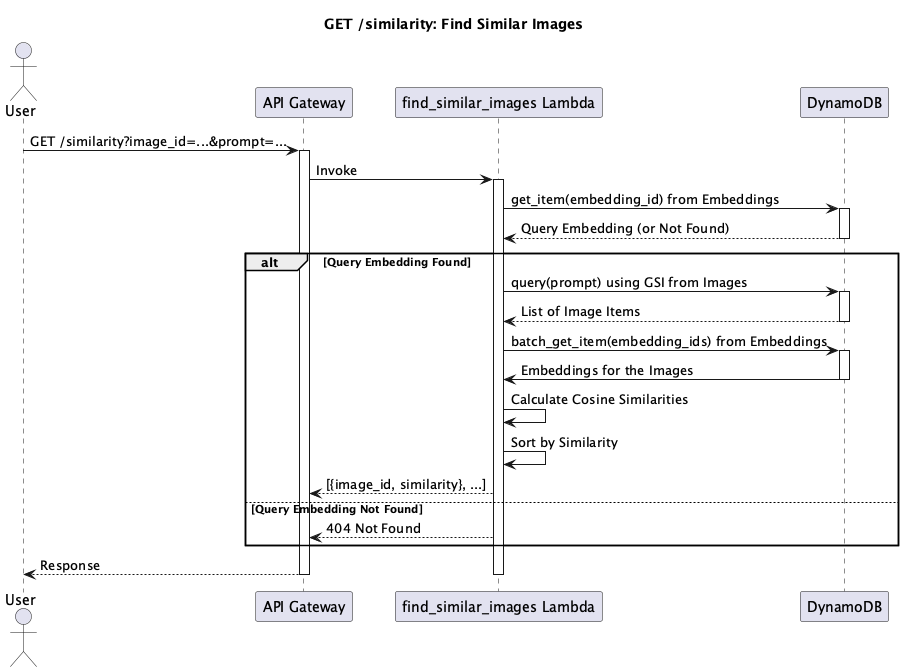 GET /similarity: Find Similar Images
User
API Gateway
find_similar_images Lambda
DynamoDB
GET /similarity?image_id=...&prompt=...
Invoke
get_item(embedding_id) from Embeddings
Query Embedding (or Not Found)
alt
[Query Embedding Found]
query(prompt) using GSI from Images
List of Image Items
batch_get_item(embedding_ids) from Embeddings
Embeddings for the Images
Calculate Cosine Similarities
Sort by Similarity
[{image_id, similarity}, ...]
[Query Embedding Not Found]
404 Not Found
Response
User
API Gateway
find_similar_images Lambda
DynamoDB